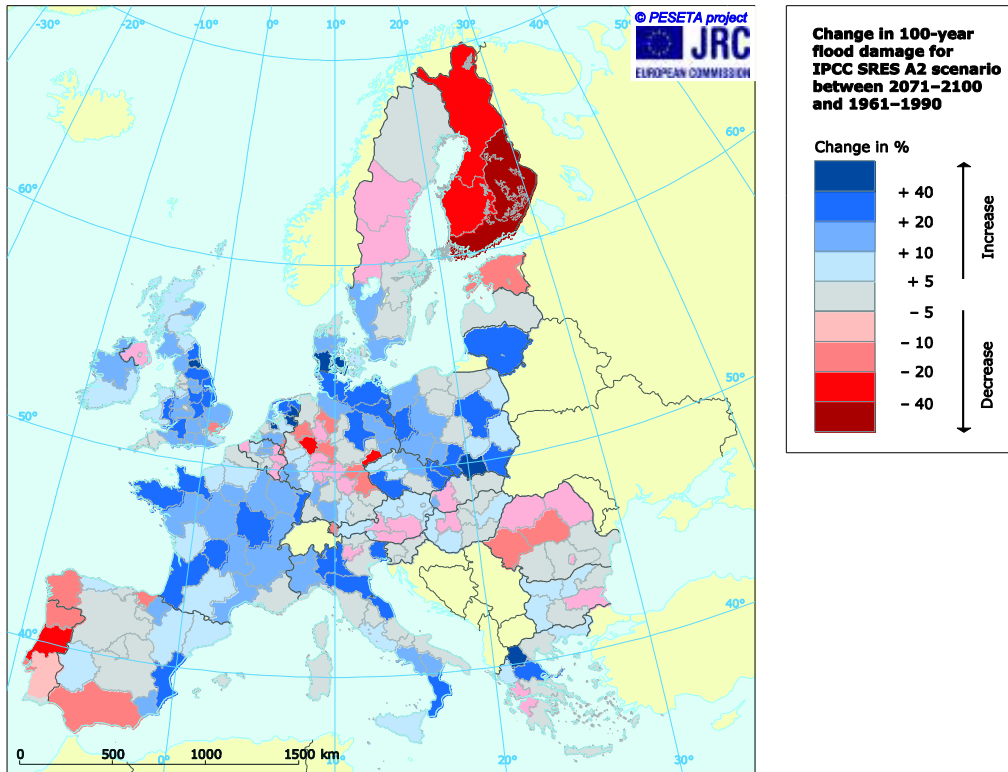 -30° -20° -10° 0° 10° 20° 30° 40° 50°
© PESETA project
JRC
EUROPEAN COMMISSION
60°
60°
50°
50°
40°
40°
0 500 1000 1500 km
0° 10° 20° 30°
Change in 100-year
flood damage for
IPCC SRES A2 scenario
between 2071–2100
and 1961–1990
Change in %
+ 40
+ 20
+ 10
+ 5
– 5
– 10
– 20
– 40
Increase
Decrease